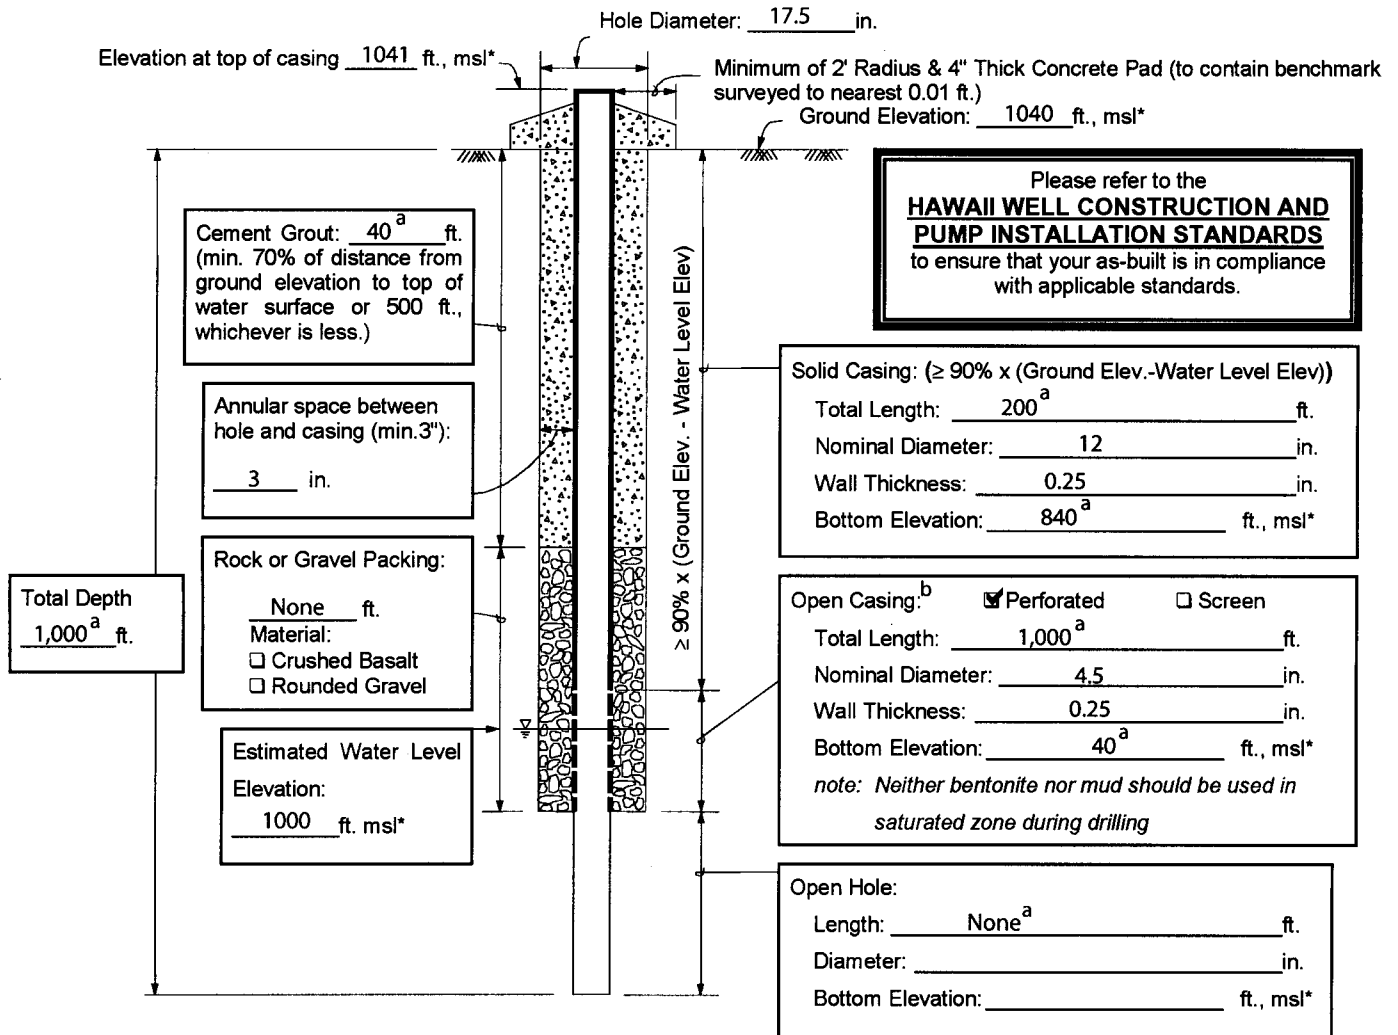 Hole Diameter: 17.5 in.
Elevation at top of casing 1041 ft., msl*
Minimum of 2' Radius & 4" Thick Concrete Pad (to contain benchmark
surveyed to nearest 0.01 ft.)
Ground Elevation: 1040 ft., msl*
Please refer to the
HAWAII WELL CONSTRUCTION AND
PUMP INSTALLATION STANDARDS
to ensure that your as-built is in compliance
with applicable standards.
Cement Grout: 40 a ft.
(min. 70% of distance from
ground elevation to top of
water surface or 500 ft.,
whichever is less.)
Annular space between
hole and casing (min.3"):
3 in.
Rock or Gravel Packing:
None ft.
Material:
❑ Crushed Basalt
❑ Rounded Gravel
Total Depth
1,000 a ft.
Estimated Water Level
Elevation:
1000 ft. msl*
≥ 90% x (Ground Elev. - Water Level Elev)
Solid Casing: (≥ 90% x (Ground Elev.-Water Level Elev))
Total Length: 200 a ft.
Nominal Diameter: 12 in.
Wall Thickness: 0.25 in.
Bottom Elevation: 840 a ft., msl*
Open Casing: b ☑ Perforated ❑ Screen
Total Length: 1,000 a ft.
Nominal Diameter: 4.5 in.
Wall Thickness: 0.25 in.
Bottom Elevation: 40 a ft., msl*
note: Neither bentonite nor mud should be used in
saturated zone during drilling
Open Hole:
Length: None a ft.
Diameter: in.
Bottom Elevation: ft., msl*